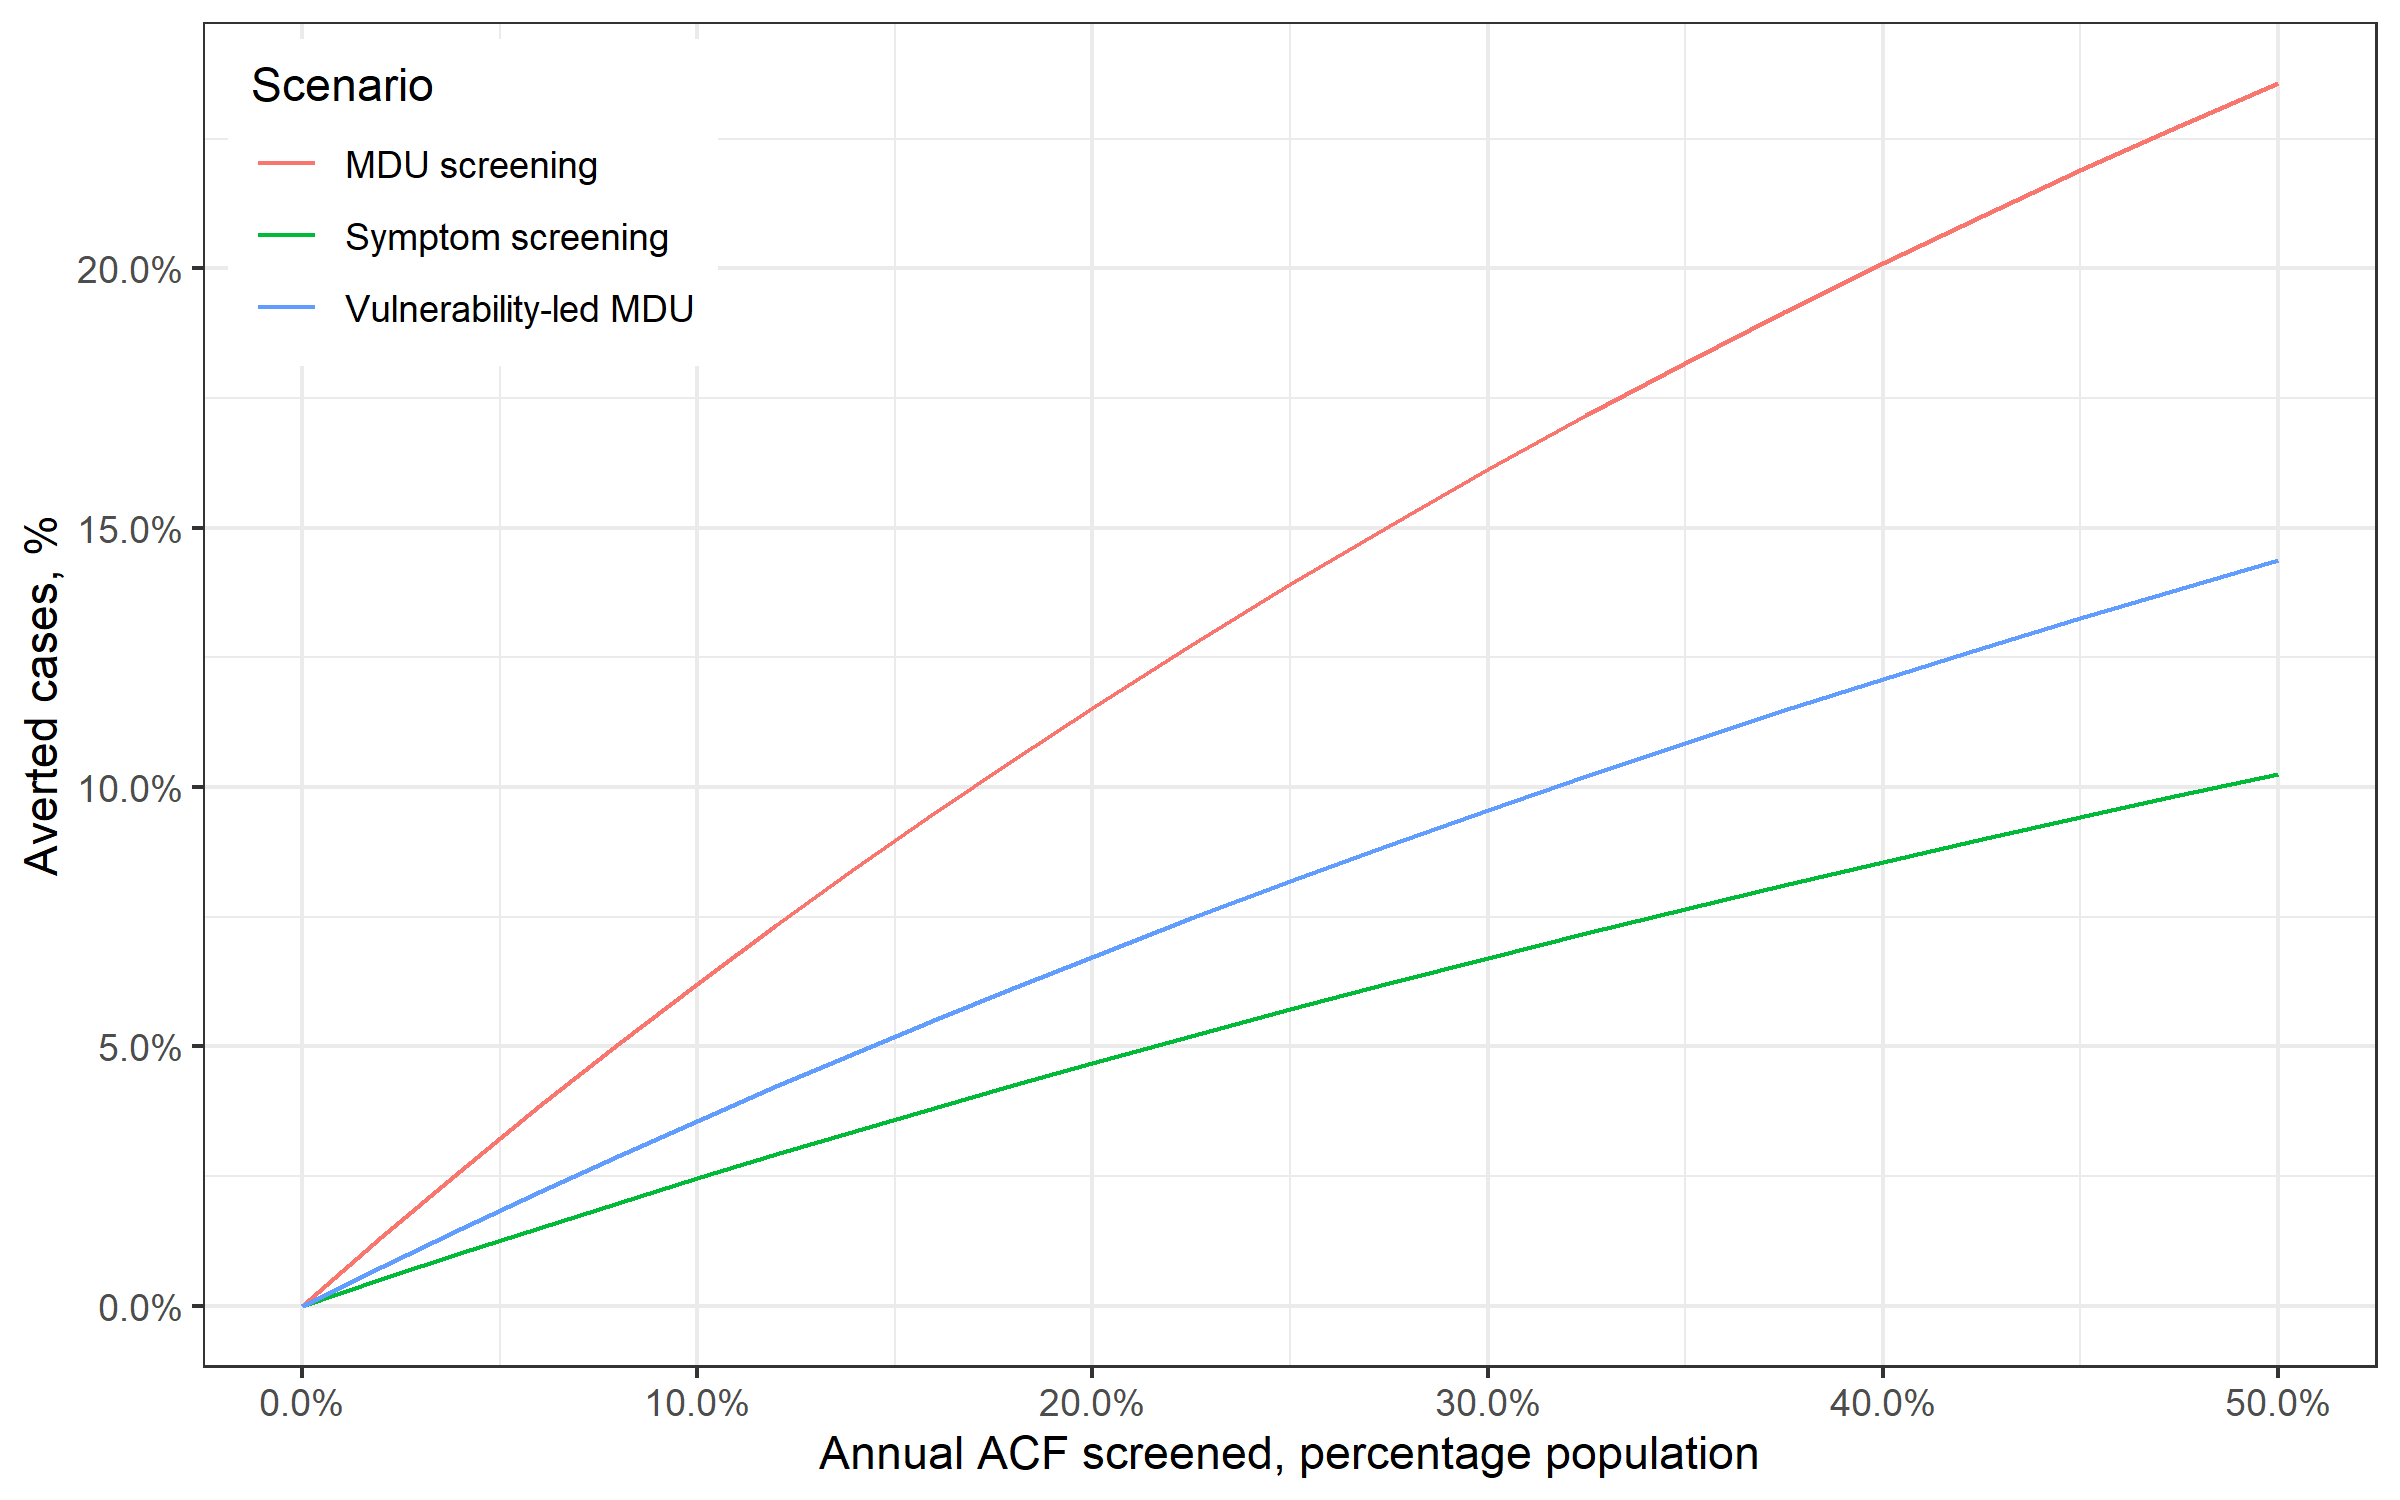 Scenario
MDU screening
Symptom screening
Vulnerability-led MDU
Averted cases, %
20.0%
15.0%
10.0%
5.0%
0.0%
0.0% 10.0% 20.0% 30.0% 40.0% 50.0%
Annual ACF screened, percentage population